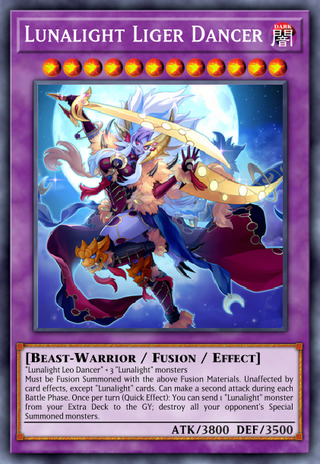 Lunalight Liger Dancer
DARK
闇
[Beast-Warrior / Fusion / Effect]
"Lunalight Leo Dancer" + 3 "Lunalight" monsters
Must be Fusion Summoned with the above Fusion Materials. Unaffected by
card effects, except "Lunalight" cards. Can make a second attack during each
Battle Phase. Once per turn (Quick Effect): You can send 1 "Lunalight" monster
from your Extra Deck to the GY; destroy all your opponent's Special
Summoned monsters.
ATK/3800 DEF/3500